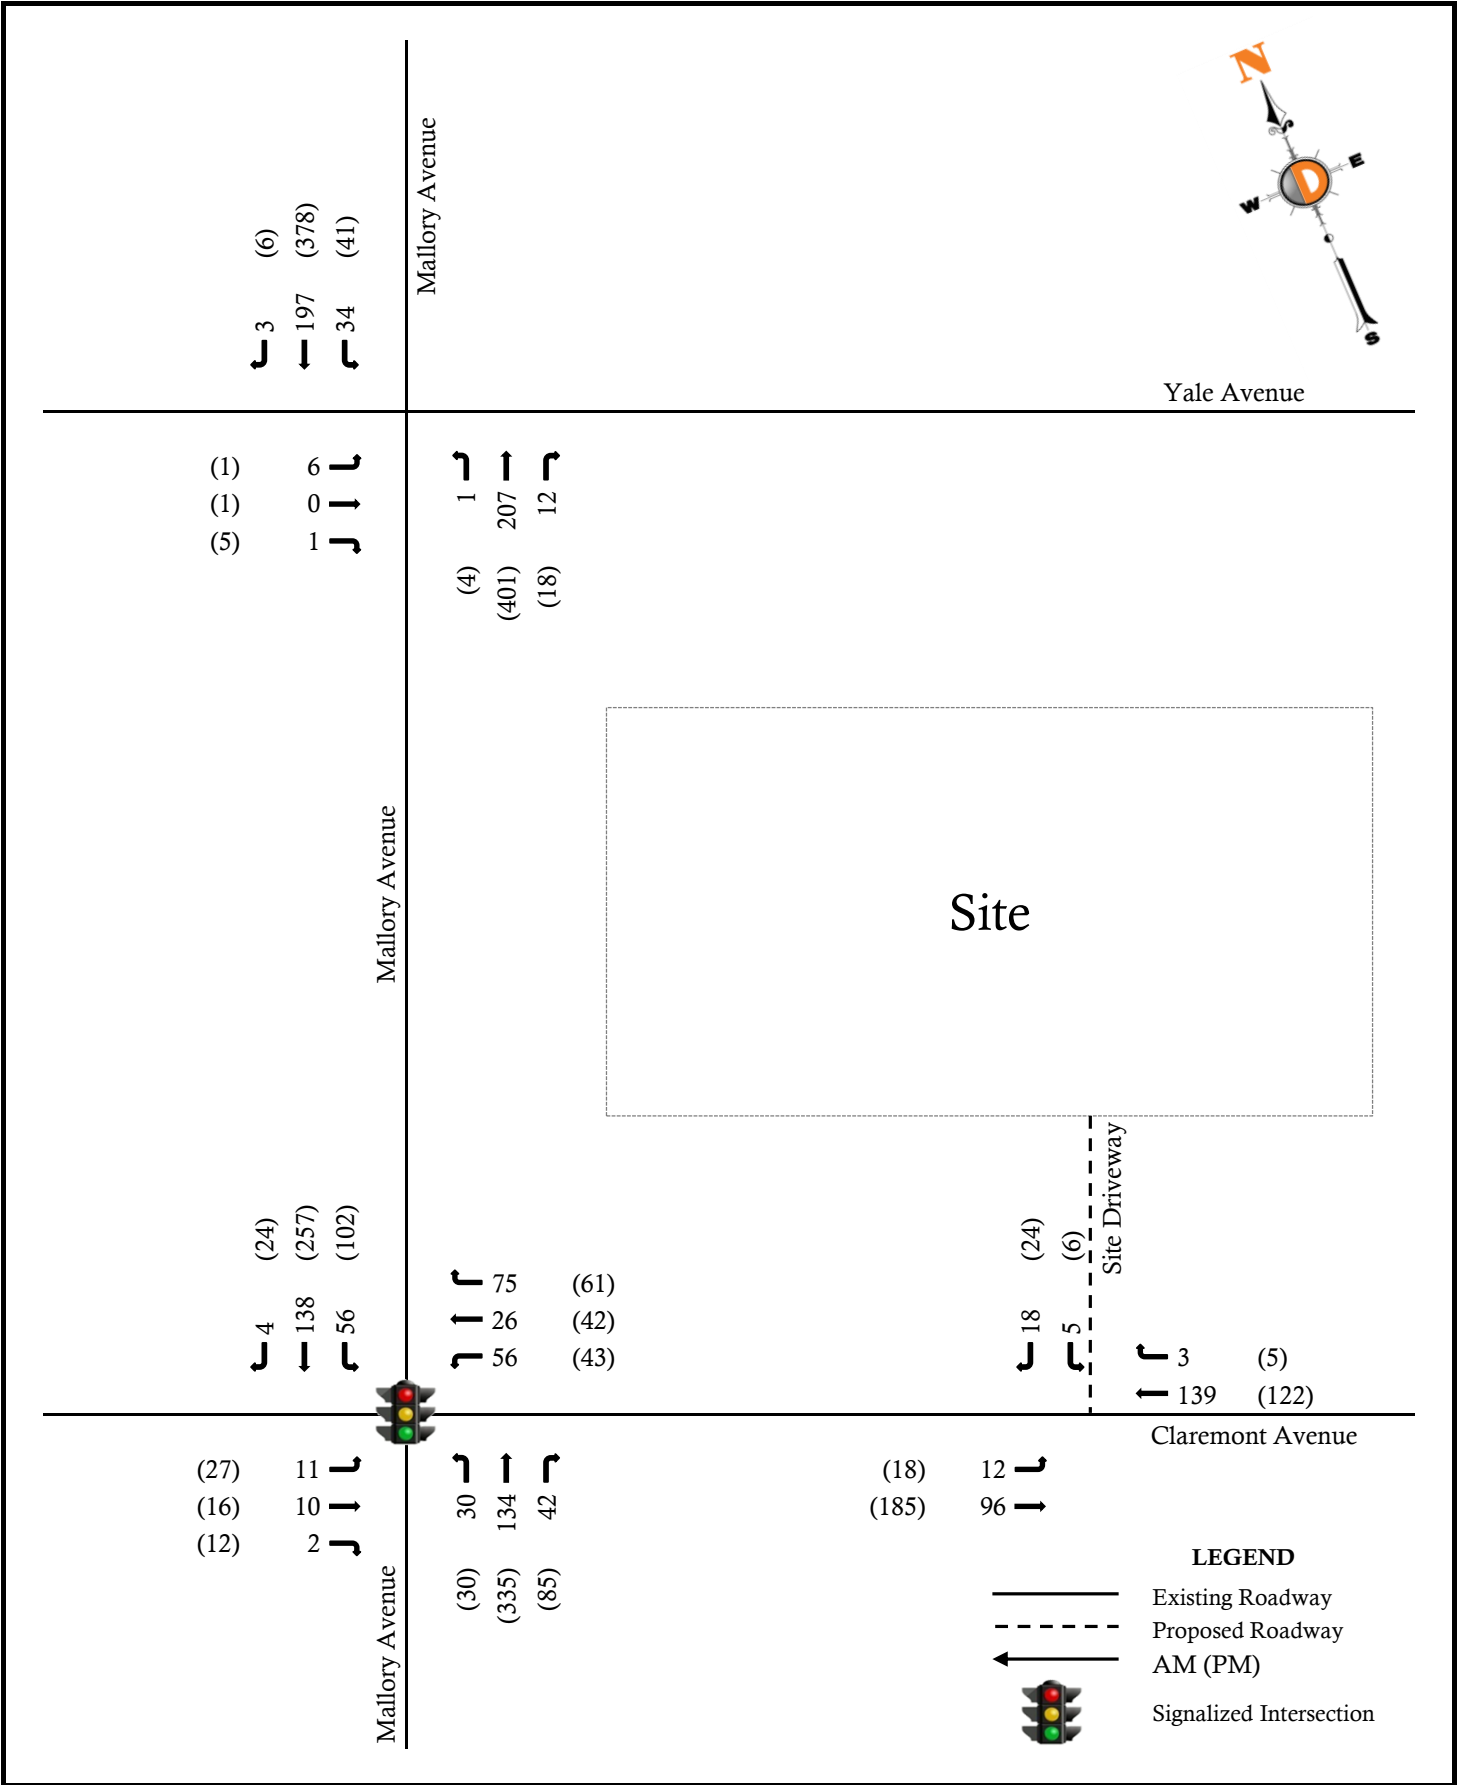 N
E
W
D
S
Mallory Avenue
(6) (378) (41)
3 197 34
Yale Avenue
(1) 6
(1) 0
(5) 1
1 207 12
(4) (401) (18)
Site
Mallory Avenue
Site Driveway
(24) (257) (102)
4 138 56
75 (61)
26 (42)
56 (43)
(24) (6)
18 5
3 (5)
139 (122)
Claremont Avenue
(27) 11
(16) 10
(12) 2
30 134 42
(30) (335) (85)
(18) 12
(185) 96
Mallory Avenue
LEGEND
Existing Roadway
Proposed Roadway
AM (PM)
Signalized Intersection